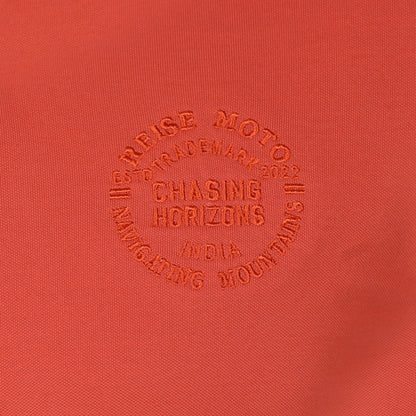 REISE MOTO
TRADEMARK
ESTD 2022
CHASING
HORIZONS
INDIA
NAVIGATING MOUNTAINS